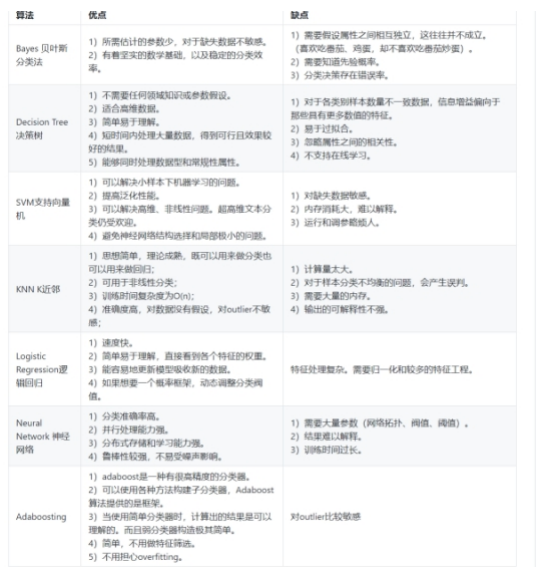 算法 优点 缺点
Bayes 贝叶斯
分类法
1）所需估计的参数少，对于缺失数据不敏感。
2）有着坚实的数学基础，以及稳定的分类效
率。
1）需要假设属性之间相互独立，这往往并不成立。
（喜欢吃番茄、鸡蛋，却不喜欢吃番茄炒蛋）。
2）需要知道先验概率。
3）分类决策存在错误率。
Decision Tree
决策树
1）不需要任何领域知识或参数假设。
2）适合高维数据。
3）简单易于理解。
4）短时间内处理大量数据，得到可行且效果较
好的结果。
5）能够同时处理数据型和常规性属性。
1）对于各类别样本数量不一致数据，信息增益偏向于
那些具有更多数值的特征。
2）易于过拟合。
3）忽略属性之间的相关性。
4）不支持在线学习。
SVM支持向量
机
1）可以解决小样本下机器学习的问题。
2）提高泛化性能。
3）可以解决高维、非线性问题。超高维文本分
类仍受欢迎。
4）避免神经网络结构选择和局部极小的问题。
1）对缺失数据敏感。
2）内存消耗大，难以解释。
3）运行和调参略烦人。
KNN K近邻
1）思想简单，理论成熟，既可以用来做分类也
可以用来做回归；
2）可用于非线性分类；
3）训练时间复杂度为O(n)；
4）准确度高，对数据没有假设，对outlier不敏
感；
1）计算量太大。
2）对于样本分类不均衡的问题，会产生误判。
3）需要大量的内存。
4）输出的可解释性不强。
Logistic
Regression逻
辑回归
1）速度快。
2）简单易于理解，直接看到各个特征的权重。
3）能容易地更新模型吸收新的数据。
4）如果想要一个概率框架，动态调整分类阀
值。
特征处理复杂。需要归一化和较多的特征工程。
Neural
Network 神经
网络
1）分类准确率高。
2）并行处理能力强。
3）分布式存储和学习能力强。
4）鲁棒性较强，不易受噪声影响。
1）需要大量参数（网络拓扑、阀值、阈值）。
2）结果难以解释。
3）训练时间过长。
Adaboosting
1）adaboost是一种有很高精度的分类器。
2）可以使用各种方法构建子分类器，Adaboost
算法提供的是框架。
3）当使用简单分类器时，计算出的结果是可以
理解的。而且弱分类器构造极其简单。
4）简单，不用做特征筛选。
5）不用担心overfitting。
对outlier比较敏感